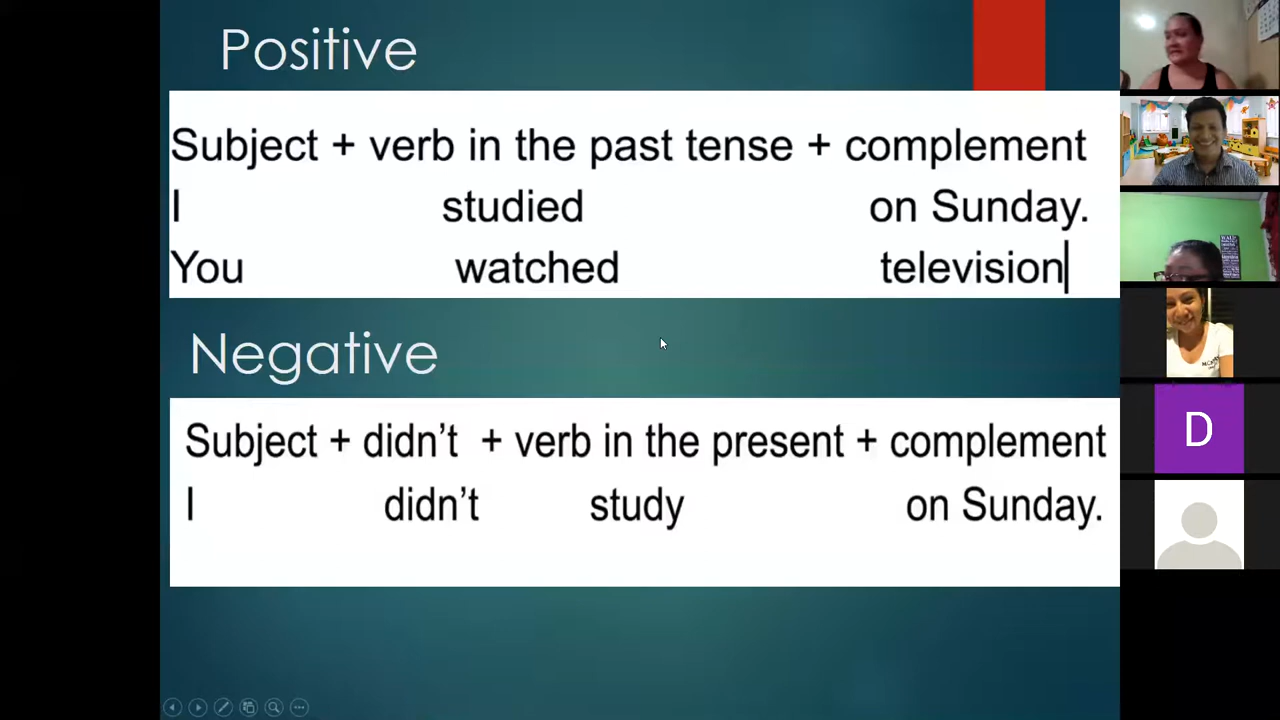 Positive
Subject + verb in the past tense + complement
I studied on Sunday.
You watched television
Negative
Subject + didn’t + verb in the present + complement
I didn’t study on Sunday.
D